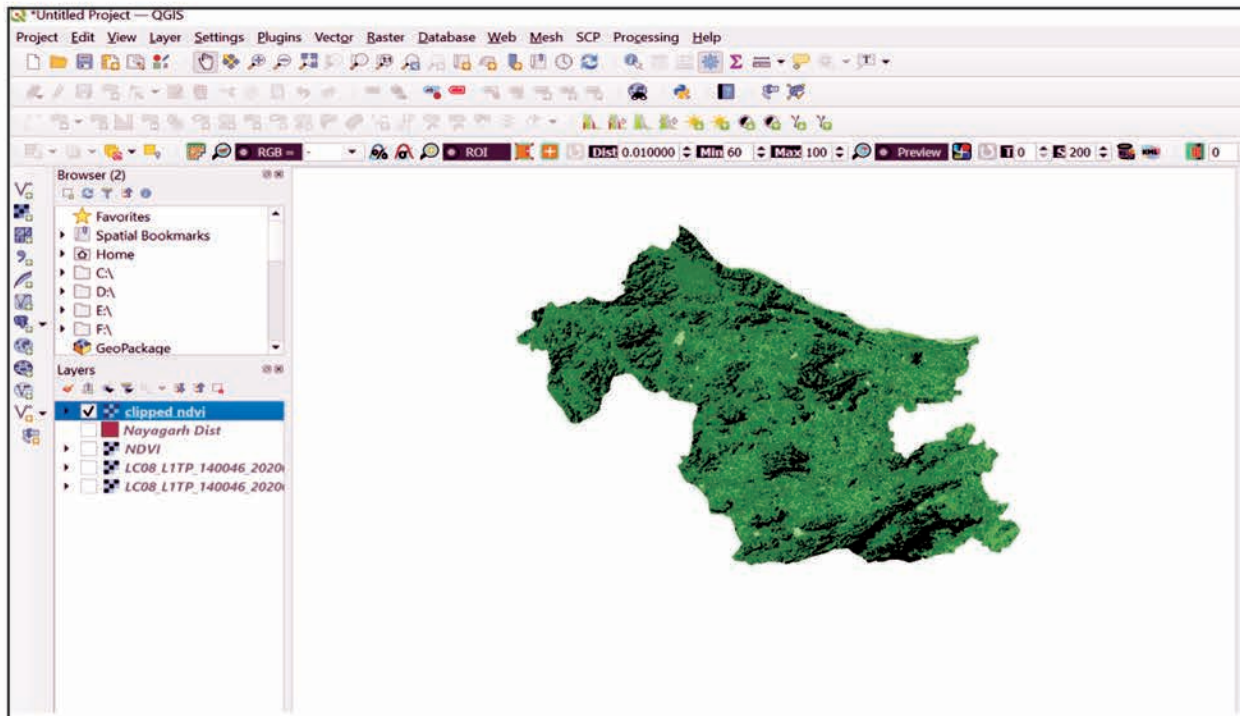 *Untitled Project — QGIS
Project Edit View Layer Settings Plugins Vector Raster Database Web Mesh SCP Processing Help
RGB = - ROI Dist 0.010000 Min 60 Max 100 Preview T 0 S 200 KML 0
Browser (2)
Favorites
Spatial Bookmarks
Home
C:\
D:\
E:\
F:\
GeoPackage
Layers
clipped_ndvi
Nayagarh Dist
NDVI
LC08_L1TP_140046_2020
LC08_L1TP_140046_2020